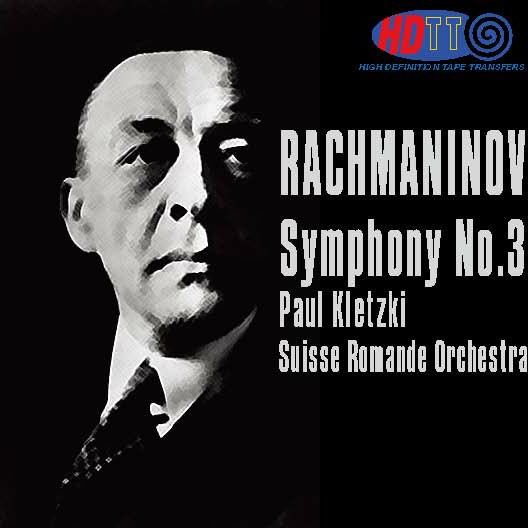 HDTT
HIGH DEFINITION TAPE TRANSFERS
RACHMANINOV
Symphony No.3
Paul Kletzki
Suisse Romande Orchestra